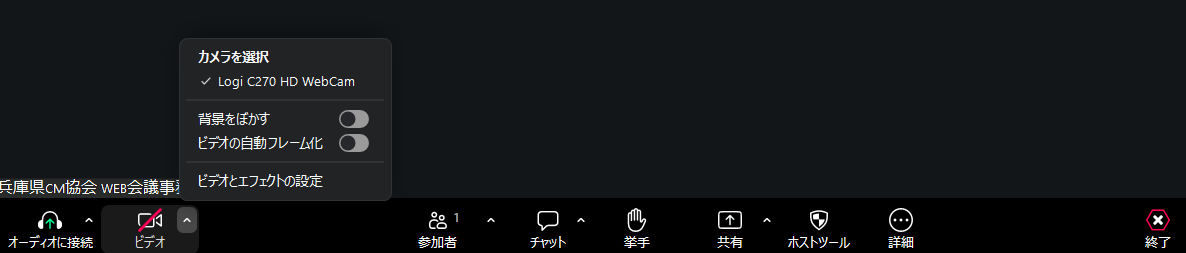 カメラを選択
Logi C270 HD WebCam
背景をぼかす
ビデオの自動フレーム化
ビデオとエフェクトの設定
兵庫県CM協会 WEB会議事
オーディオに接続
ビデオ
参加者
1
チャット
挙手
共有
ホストツール
詳細
終了